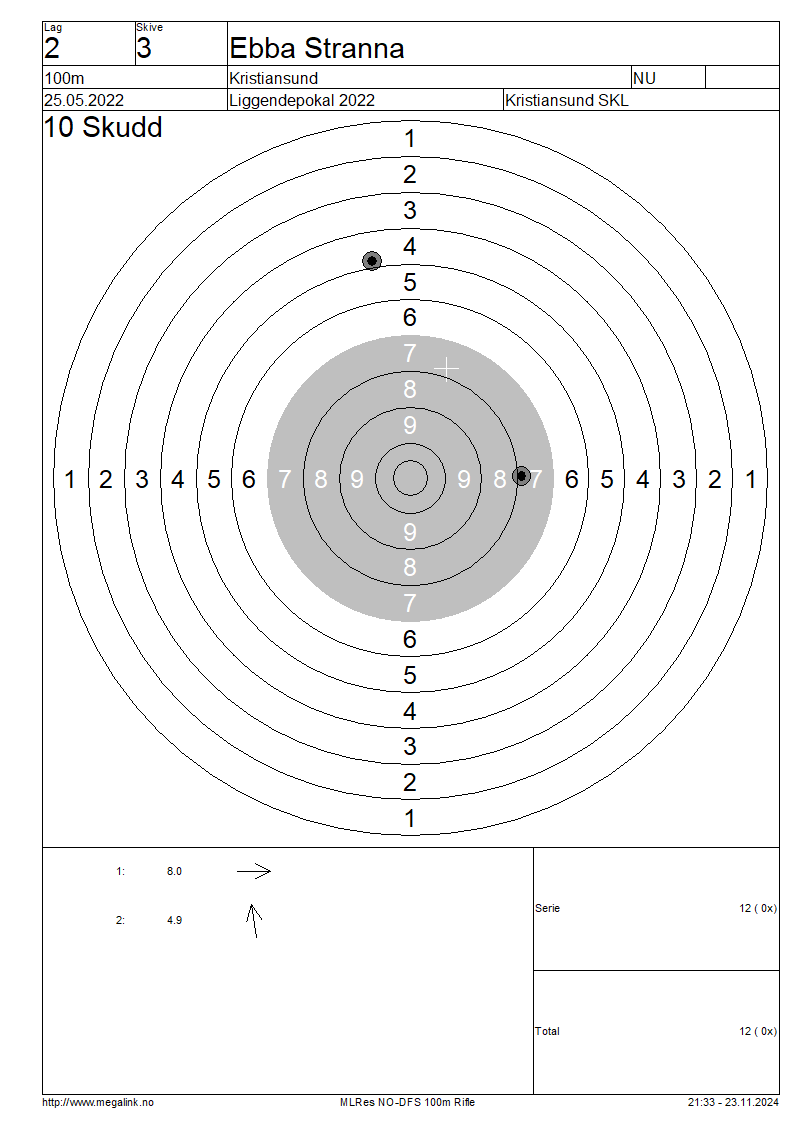 Lag Skive
2 3 Ebba Stranna
100m Kristiansund NU
25.05.2022 Liggendepokal 2022 Kristiansund SKL
10 Skudd
1
2
3
4
5
6
7
8
9
1 2 3 4 5 6 7 8 9 9 8 7 6 5 4 3 2 1
9
8
7
6
5
4
3
2
1
1: 8.0
2: 4.9
Serie 12 ( 0x)
Total 12 ( 0x)
http://www.megalink.no MLRes NO-DFS 100m Rifle 21:33 - 23.11.2024